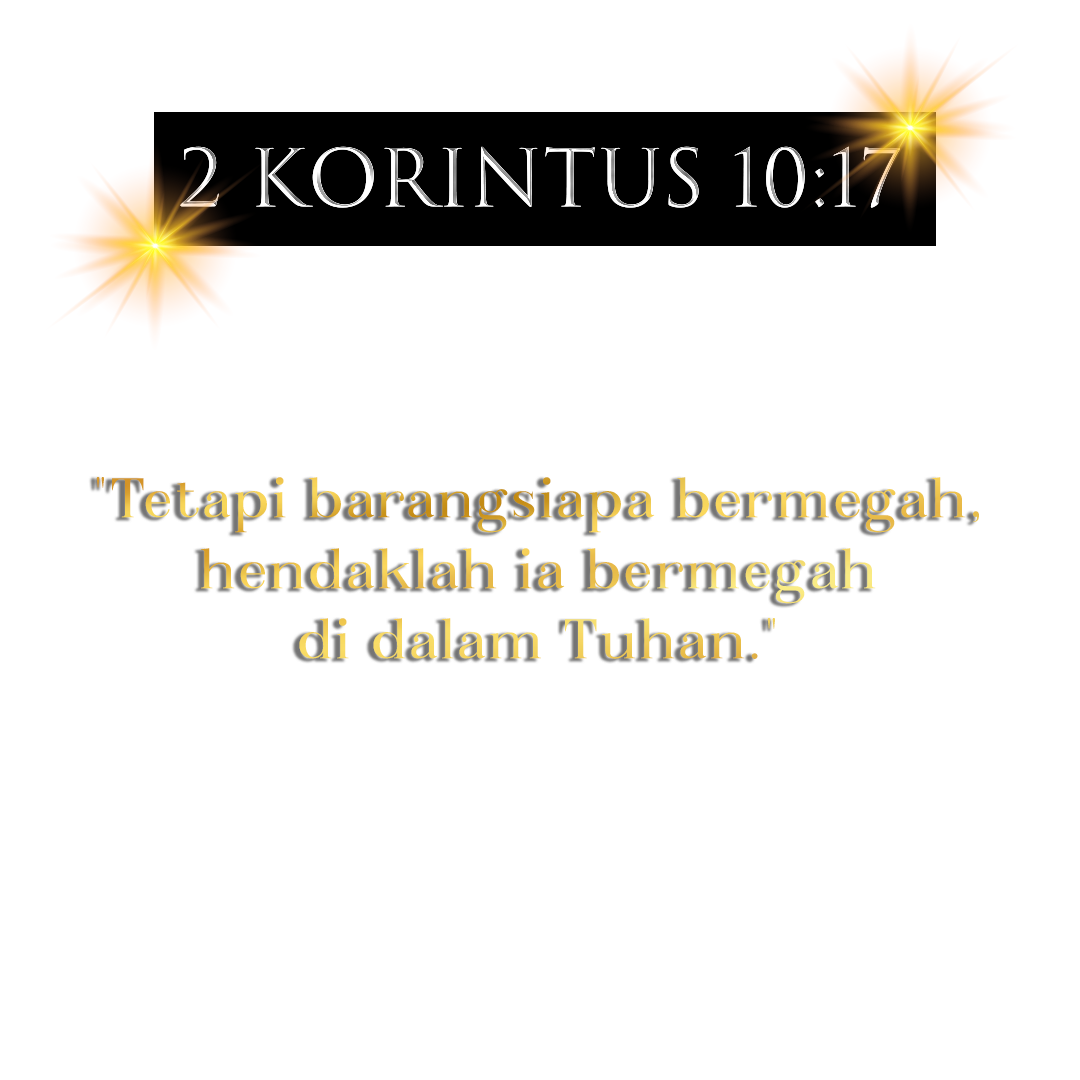 2 KORINTUS 10:17
"Tetapi barangsiapa bermegah,
hendaklah ia bermegah
di dalam Tuhan."